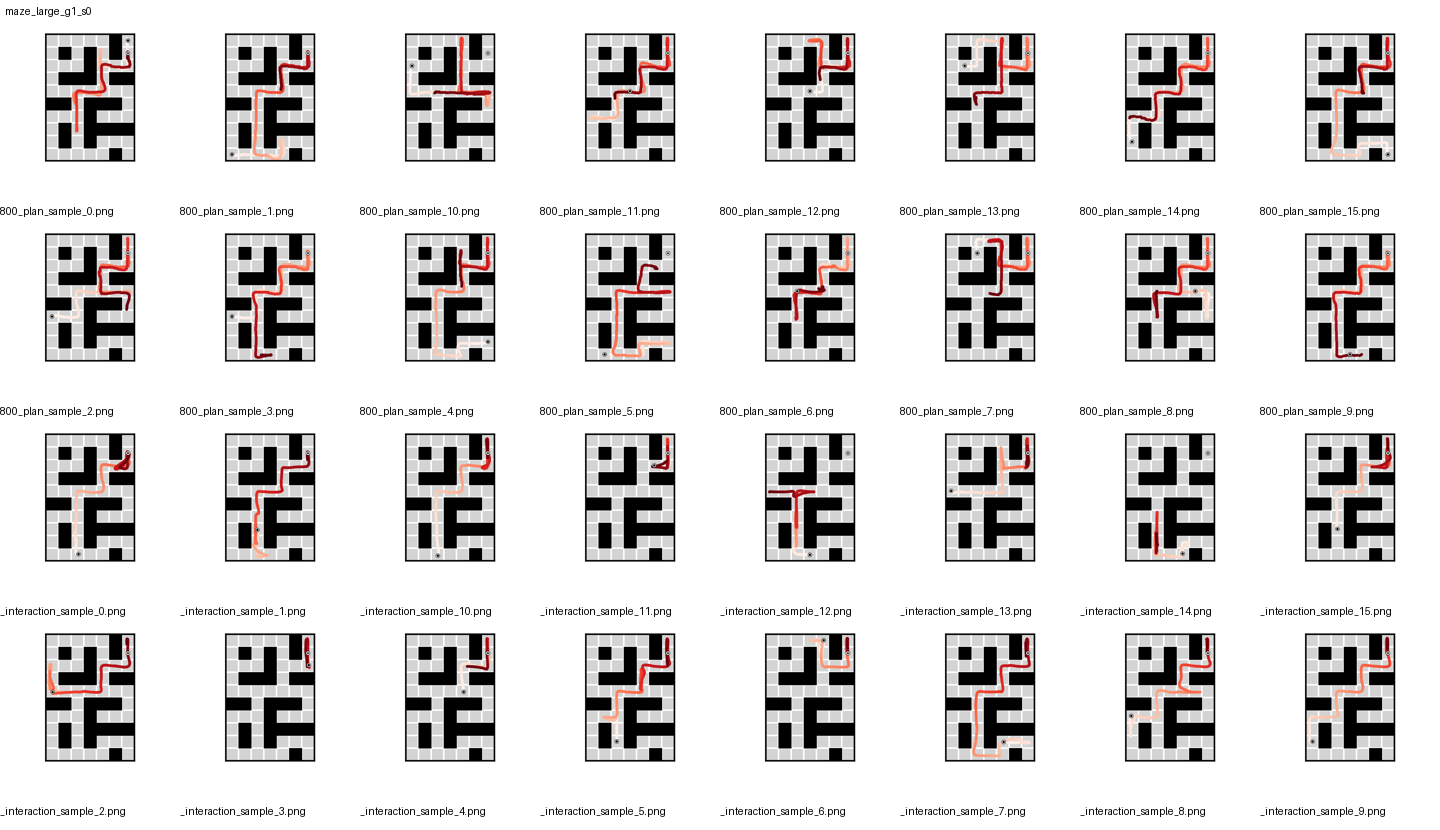 maze_large_g1_s0
800_plan_sample_0.png 800_plan_sample_1.png 800_plan_sample_10.png 800_plan_sample_11.png 800_plan_sample_12.png 800_plan_sample_13.png 800_plan_sample_14.png 800_plan_sample_15.png
800_plan_sample_2.png 800_plan_sample_3.png 800_plan_sample_4.png 800_plan_sample_5.png 800_plan_sample_6.png 800_plan_sample_7.png 800_plan_sample_8.png 800_plan_sample_9.png
_interaction_sample_0.png _interaction_sample_1.png _interaction_sample_10.png _interaction_sample_11.png _interaction_sample_12.png _interaction_sample_13.png _interaction_sample_14.png _interaction_sample_15.png
_interaction_sample_2.png _interaction_sample_3.png _interaction_sample_4.png _interaction_sample_5.png _interaction_sample_6.png _interaction_sample_7.png _interaction_sample_8.png _interaction_sample_9.png